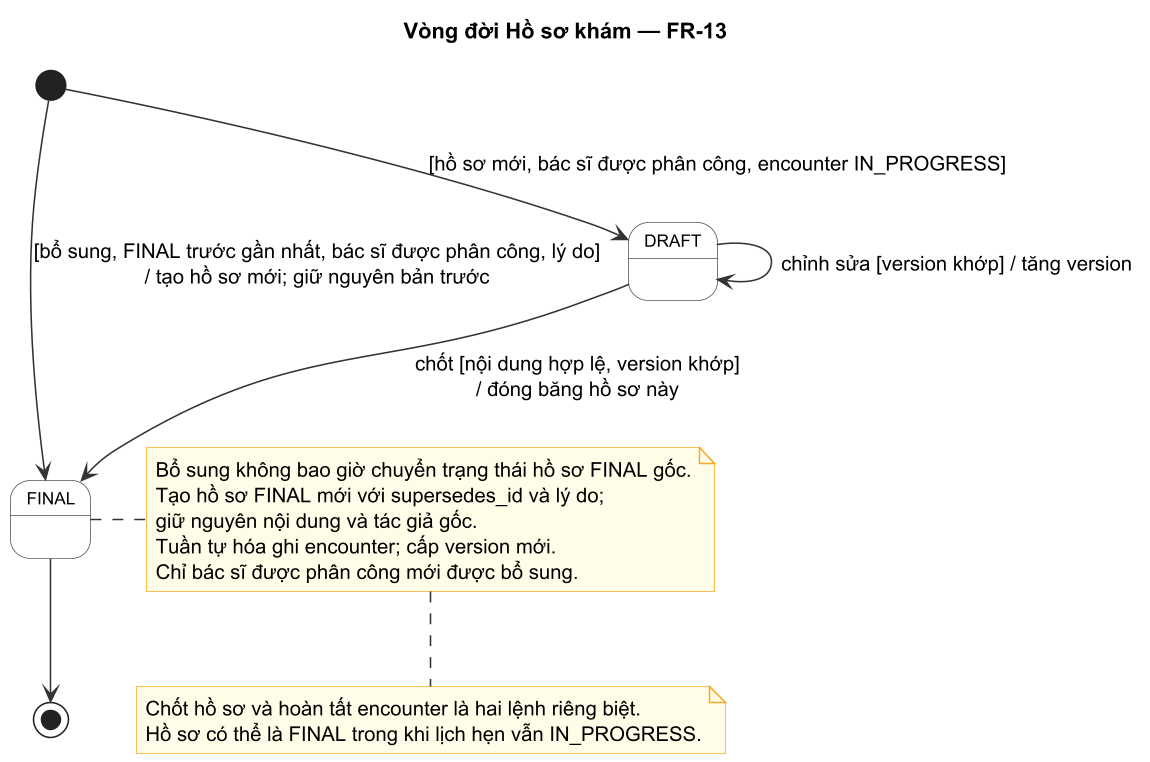 Vòng đời Hồ sơ khám — FR-13
[hồ sơ mới, bác sĩ được phân công, encounter IN_PROGRESS]
DRAFT
[bổ sung, FINAL trước gần nhất, bác sĩ được phân công, lý do]
/ tạo hồ sơ mới; giữ nguyên bản trước
chỉnh sửa [version khớp] / tăng version
chốt [nội dung hợp lệ, version khớp]
/ đóng băng hồ sơ này
FINAL
Bổ sung không bao giờ chuyển trạng thái hồ sơ FINAL gốc.
Tạo hồ sơ FINAL mới với supersedes_id và lý do;
giữ nguyên nội dung và tác giả gốc.
Tuần tự hóa ghi encounter; cấp version mới.
Chỉ bác sĩ được phân công mới được bổ sung.
Chốt hồ sơ và hoàn tất encounter là hai lệnh riêng biệt.
Hồ sơ có thể là FINAL trong khi lịch hẹn vẫn IN_PROGRESS.